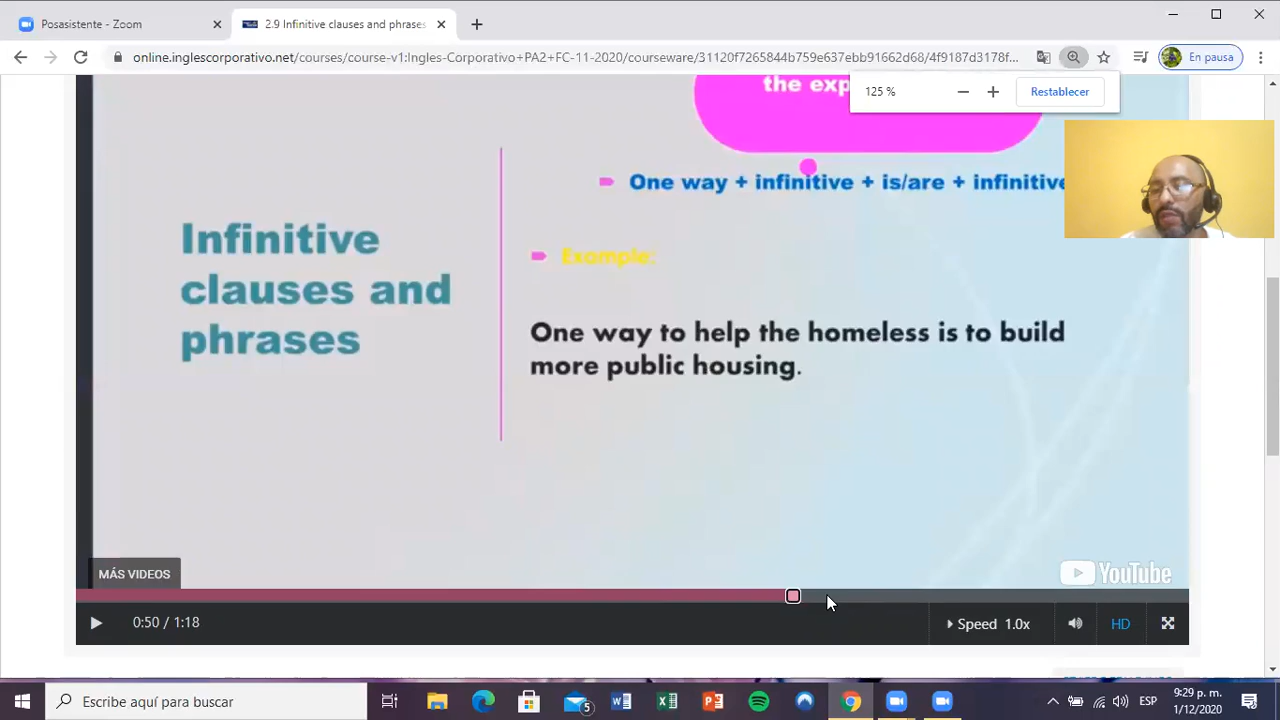 Posasistente - Zoom
2.9 Infinitive clauses and phrases
online.inglescorporativo.net/courses/course-v1:Ingles-Corporativo+PA2+FC-11-2020/courseware/31120f7265844b759e637ebb91662d68/4f9187d3178f...
En pausa
125 %
Restablecer
the exp
One way + infinitive + is/are + infinitive
Infinitive
clauses and
phrases
Example:
One way to help the homeless is to build
more public housing.
MÁS VIDEOS
YouTube
0:50 / 1:18
Speed 1.0x
HD
Escribe aquí para buscar
5
ESP
9:29 p. m.
1/12/2020